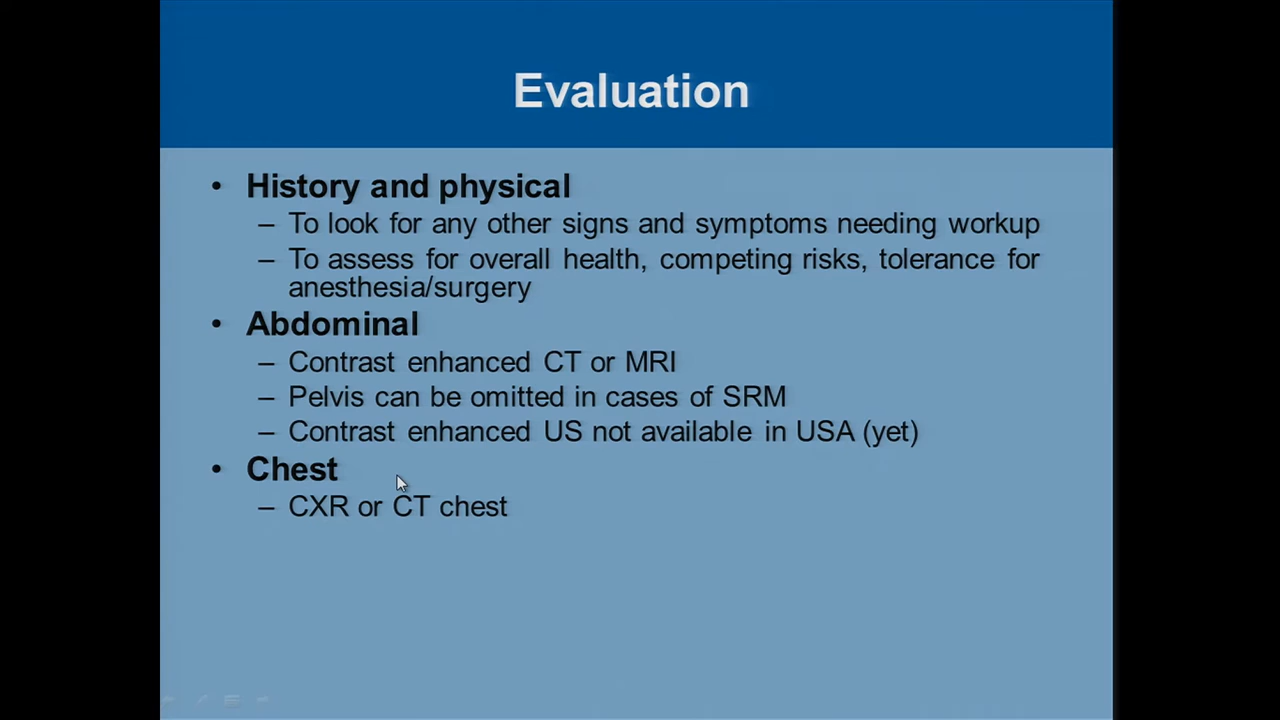 Evaluation
• History and physical
– To look for any other signs and symptoms needing workup
– To assess for overall health, competing risks, tolerance for
anesthesia/surgery
• Abdominal
– Contrast enhanced CT or MRI
– Pelvis can be omitted in cases of SRM
– Contrast enhanced US not available in USA (yet)
• Chest
– CXR or CT chest